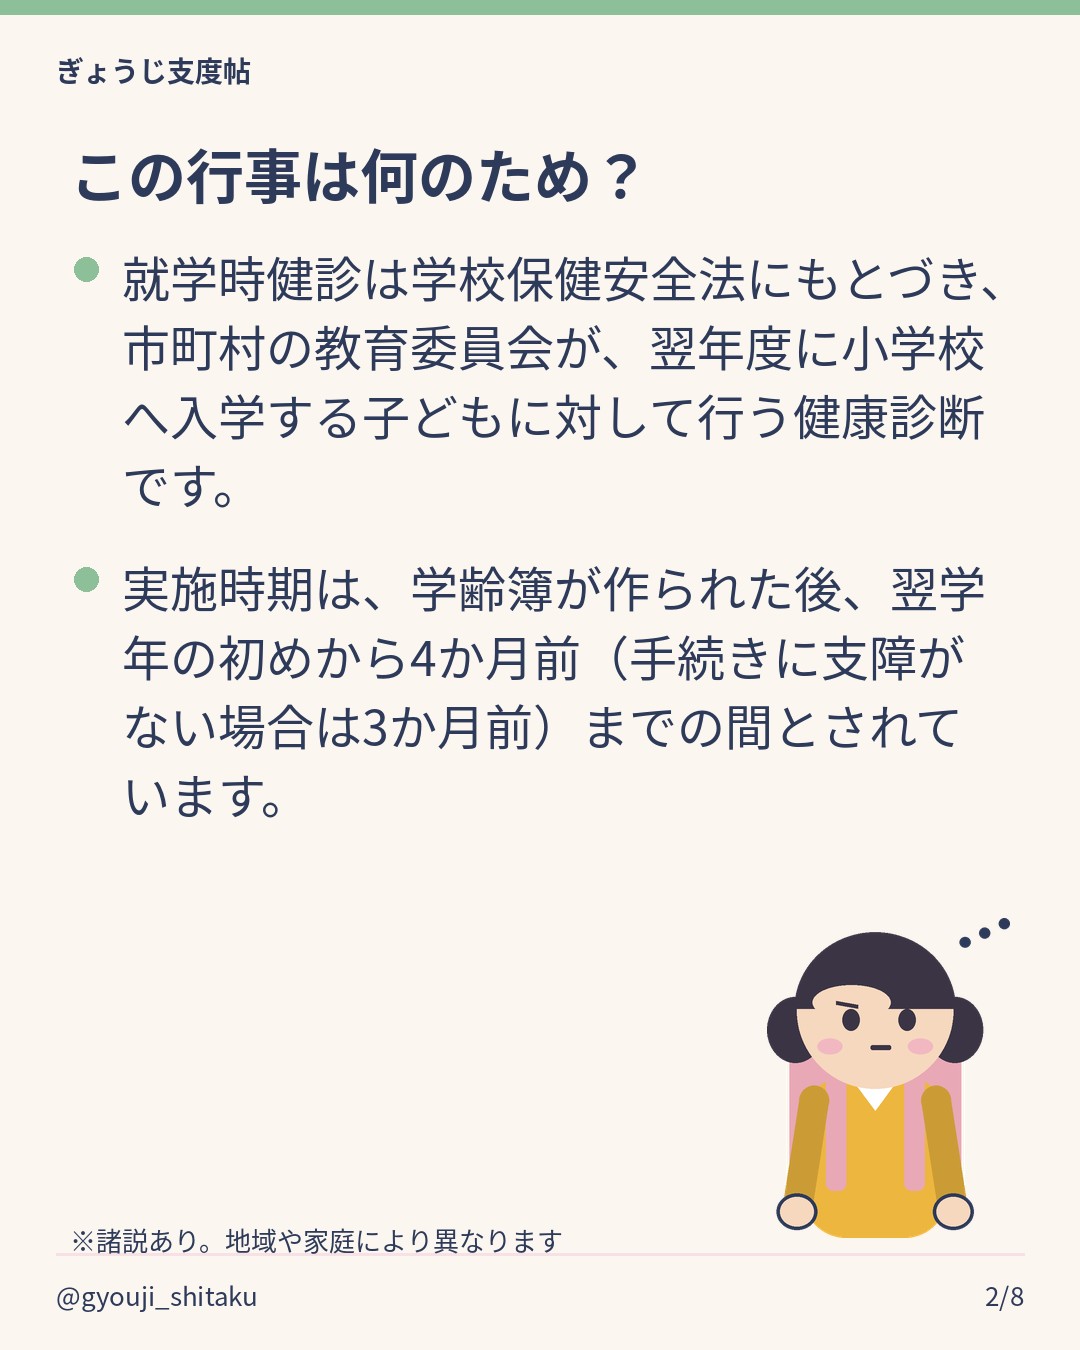 ぎょうじ支度帖
この行事は何のため？
就学時健診は学校保健安全法にもとづき、
市町村の教育委員会が、翌年度に小学校
へ入学する子どもに対して行う健康診断
です。
実施時期は、学齢簿が作られた後、翌学
年の初めから4か月前（手続きに支障が
ない場合は3か月前）までの間とされて
います。
※諸説あり。地域や家庭により異なります
@gyouji_shitaku
2/8